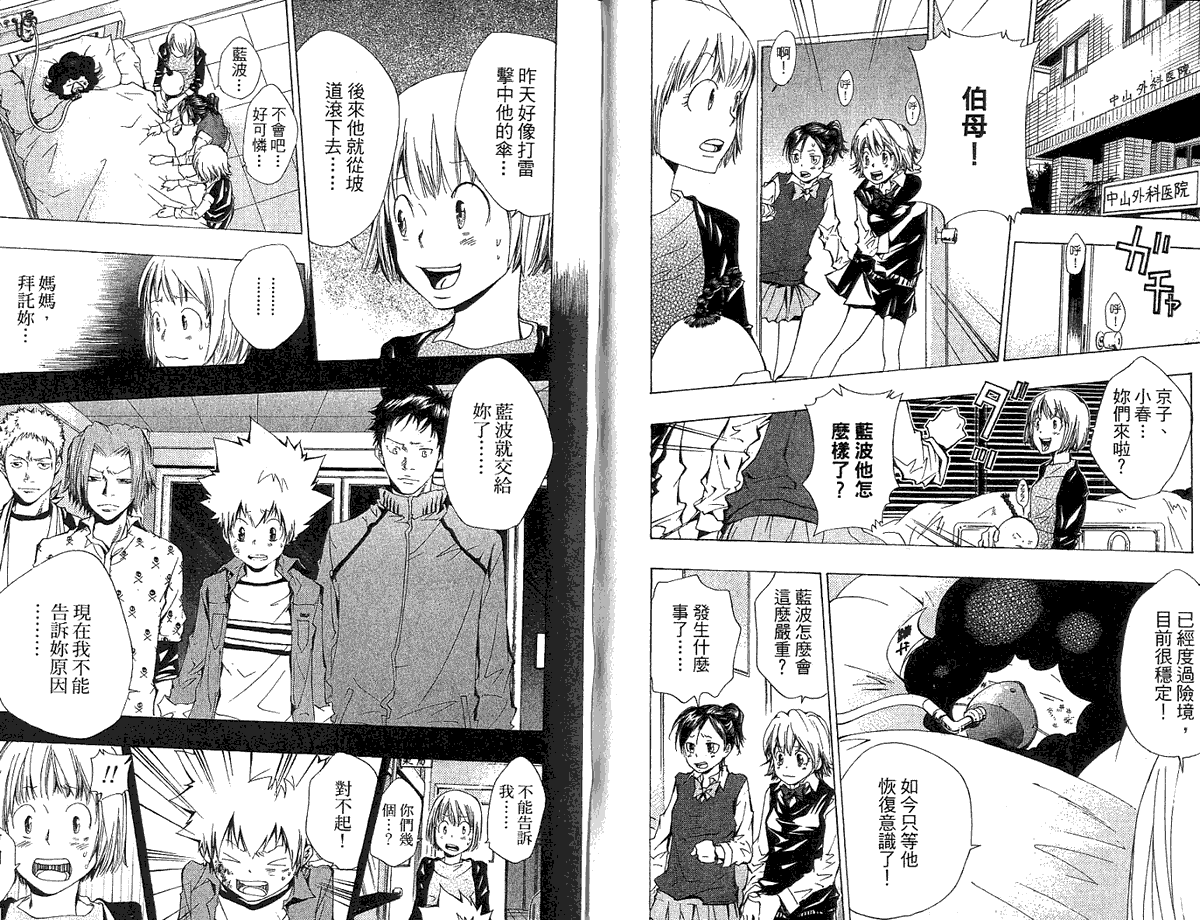 中山外科医院
中山外科医院
ガチャ
呼！
呼！
伯母！
呼！
呼！
啊！
京子、
小春…
妳們來啦？
藍波他怎
麼樣了？
已經度過險境，
目前很穩定！
如今只等他
恢復意識了！
藍波怎麼會
這麼嚴重？
發生什麼
事了……
昨天好像打雷
擊中他的傘…
後來他就從坡
道滾下去……
藍波…
不會吧…
好可憐…
………
媽媽，
拜託妳…
藍波就交給
妳了……
現在我不能
告訴妳原因
………
不能告訴
我……
你們幾
個…？
對不起！
!!